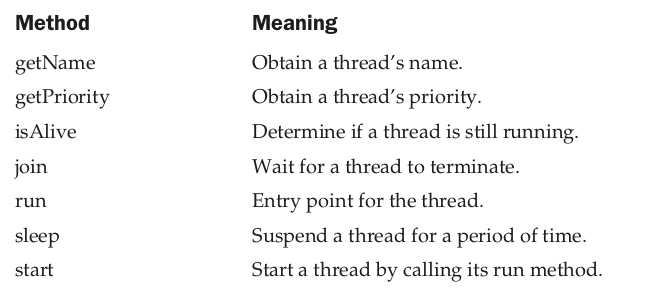 Method Meaning
getName Obtain a thread’s name.
getPriority Obtain a thread’s priority.
isAlive Determine if a thread is still running.
join Wait for a thread to terminate.
run Entry point for the thread.
sleep Suspend a thread for a period of time.
start Start a thread by calling its run method.